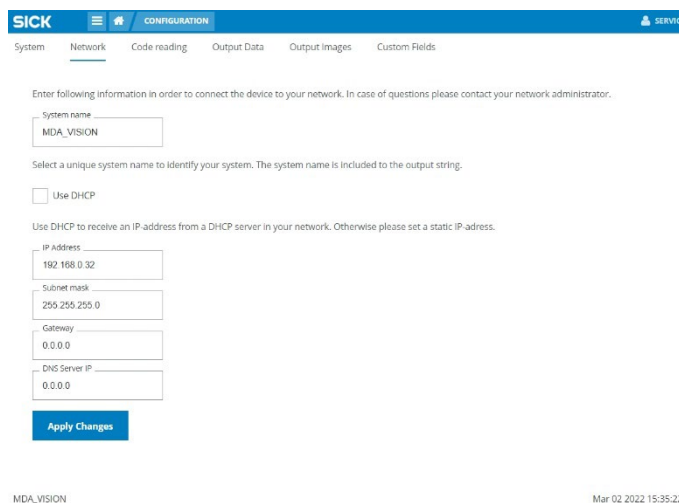 SICK CONFIGURATION
System Network Code reading Output Data Output Images Custom Fields
Enter following information in order to connect the device to your network. In case of questions please contact your network administrator.
System name
MDA_VISION
Select a unique system name to identify your system. The system name is included to the output string.
Use DHCP
Use DHCP to receive an IP-address from a DHCP server in your network. Otherwise please set a static IP-adress.
IP Address
192.168.0.32
Subnet mask
255.255.255.0
Gateway
0.0.0.0
DNS Server IP
0.0.0.0
Apply Changes
MDA_VISION Mar 02 2022